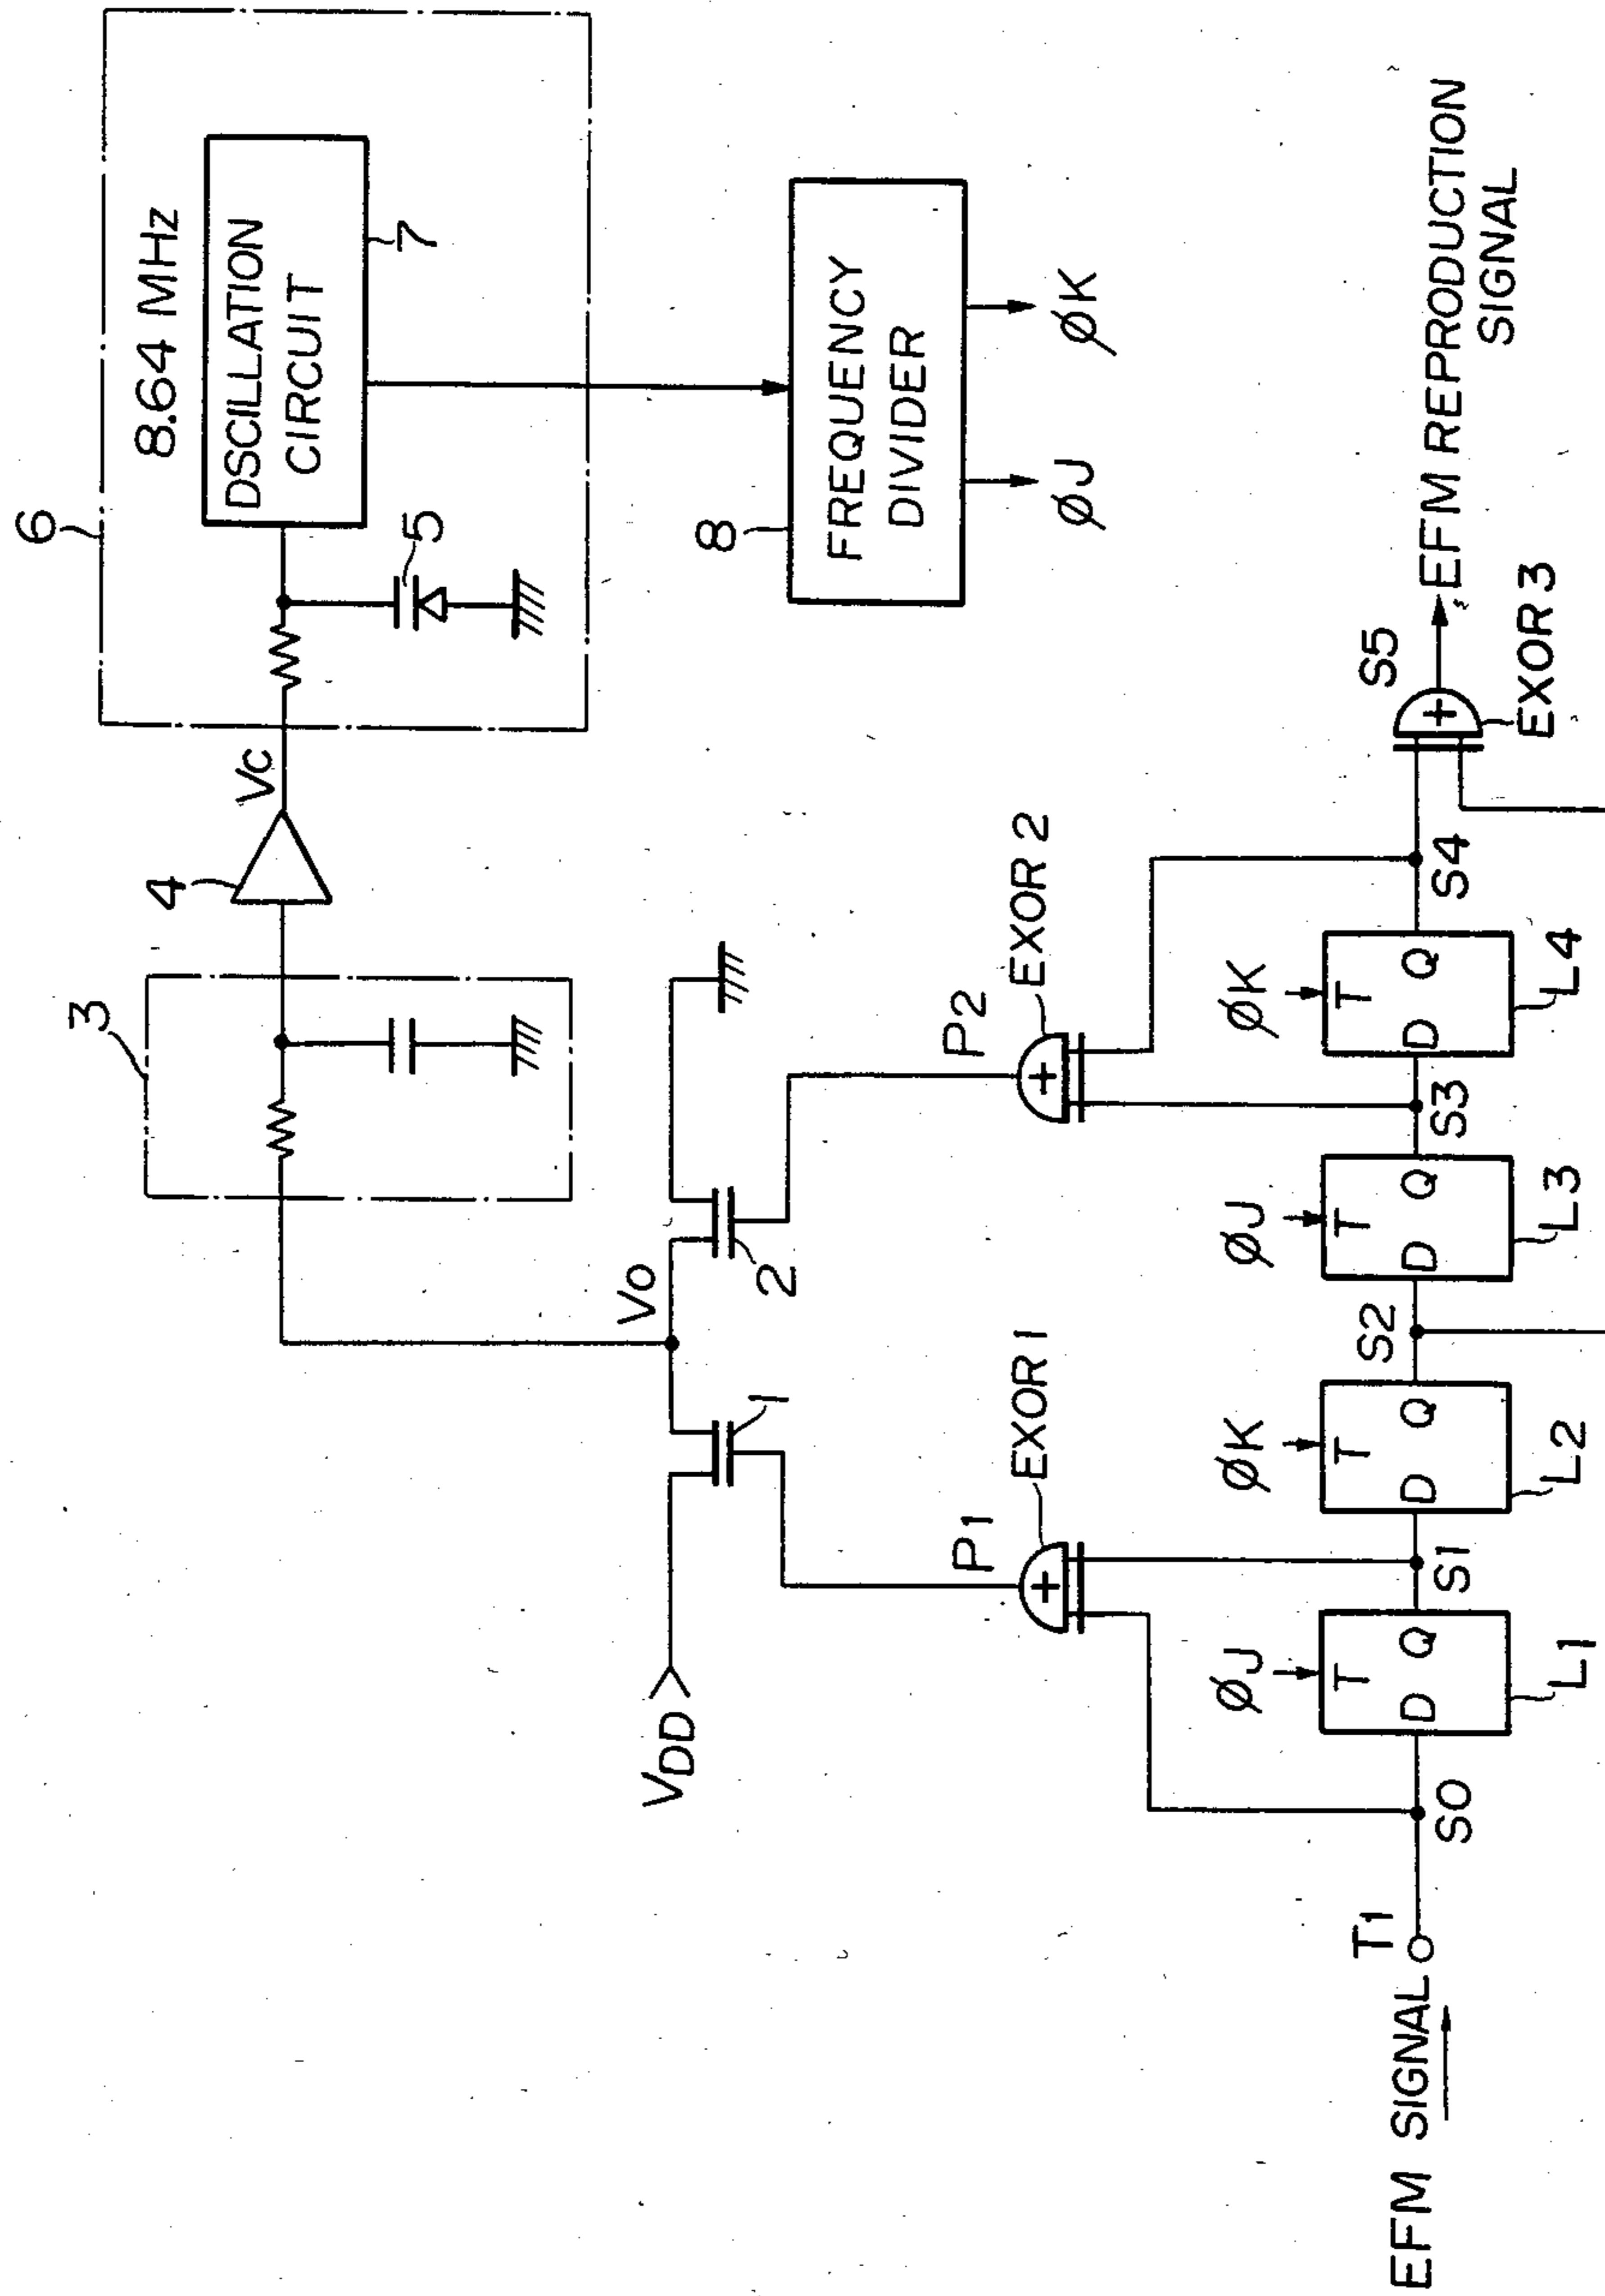 6
8.64 MHz
DSCILLATION
CIRCUIT
7
5
3
4
VC
8
FREQUENCY
DIVIDER
ØJ
ØK
VDD
VO
1
2
P1
EXOR 1
P2
EXOR 2
ØJ
ØK
ØJ
ØK
T
D
Q
T
D
Q
T
D
Q
T
D
Q
EFM SIGNAL
T1
S0
S1
S2
S3
S4
S5
L1
L2
L3
L4
EXOR 3
EFM REPRODUCTION
SIGNAL